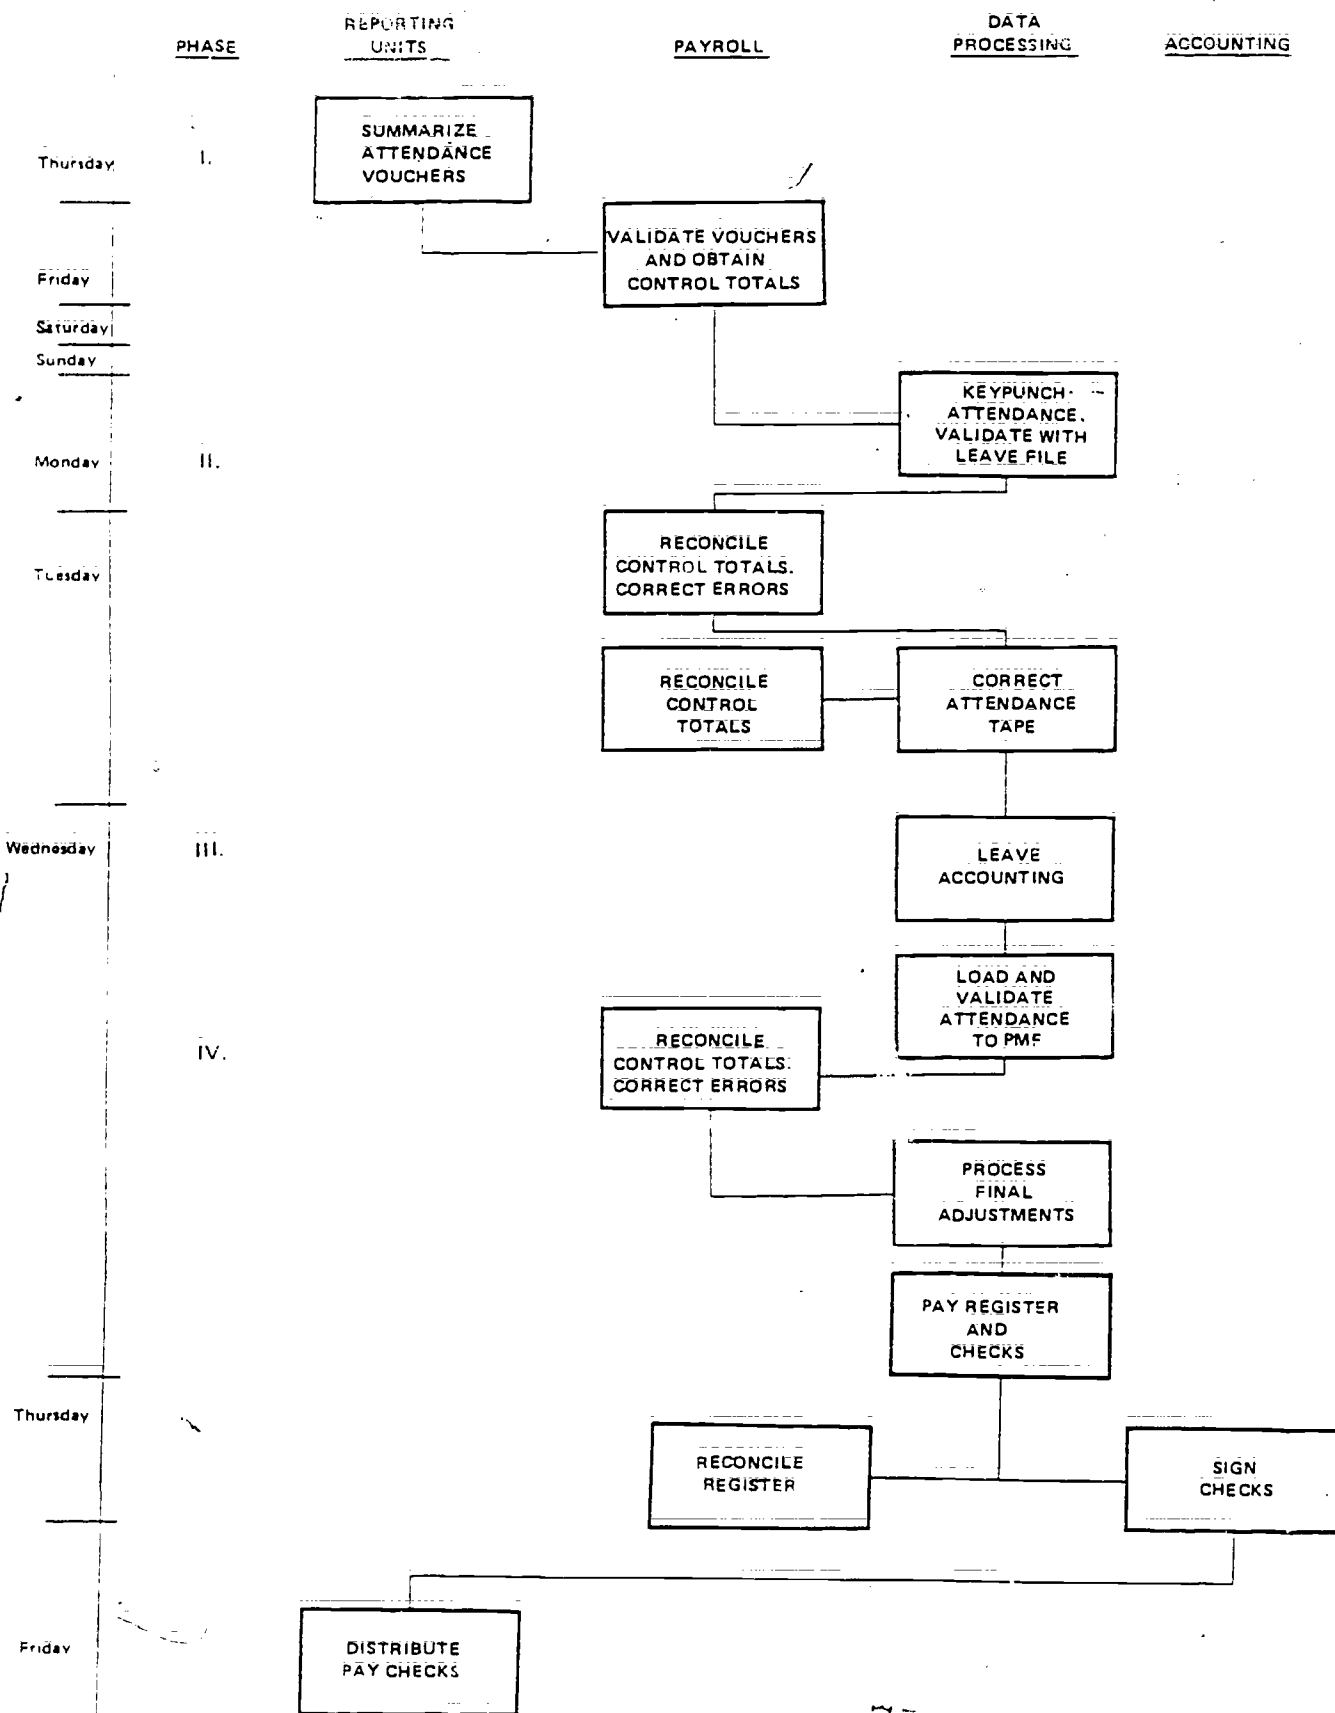 REPORTING
UNITS
PHASE
PAYROLL
DATA
PROCESSING
ACCOUNTING
SUMMARIZE
ATTENDANCE
VOUCHERS
Thursday
I.
VALIDATE VOUCHERS
AND OBTAIN
CONTROL TOTALS
Friday
Saturday
Sunday
KEYPUNCH
ATTENDANCE.
VALIDATE WITH
LEAVE FILE
Monday
II.
RECONCILE
CONTROL TOTALS.
CORRECT ERRORS
Tuesday
RECONCILE
CONTROL
TOTALS
CORRECT
ATTENDANCE
TAPE
Wednesday
III.
LEAVE
ACCOUNTING
LOAD AND
VALIDATE
ATTENDANCE
TO PMF
IV.
RECONCILE
CONTROL TOTALS.
CORRECT ERRORS
PROCESS
FINAL
ADJUSTMENTS
PAY REGISTER
AND
CHECKS
Thursday
RECONCILE
REGISTER
SIGN
CHECKS
Friday
DISTRIBUTE
PAY CHECKS